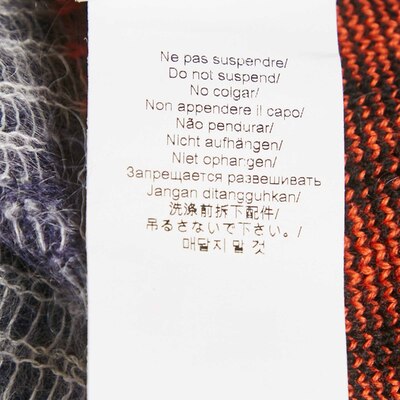 Ne pas suspendre/
Do not suspend/
No colgar/
Non appendere il capo/
Não pendurar/
Nicht aufhängen/
Niet ophangen/
Запрещается развешивать
Jangan ditangguhkan/
洗涤前拆下配件/
吊るさないで下さい。/
매달지 말 것